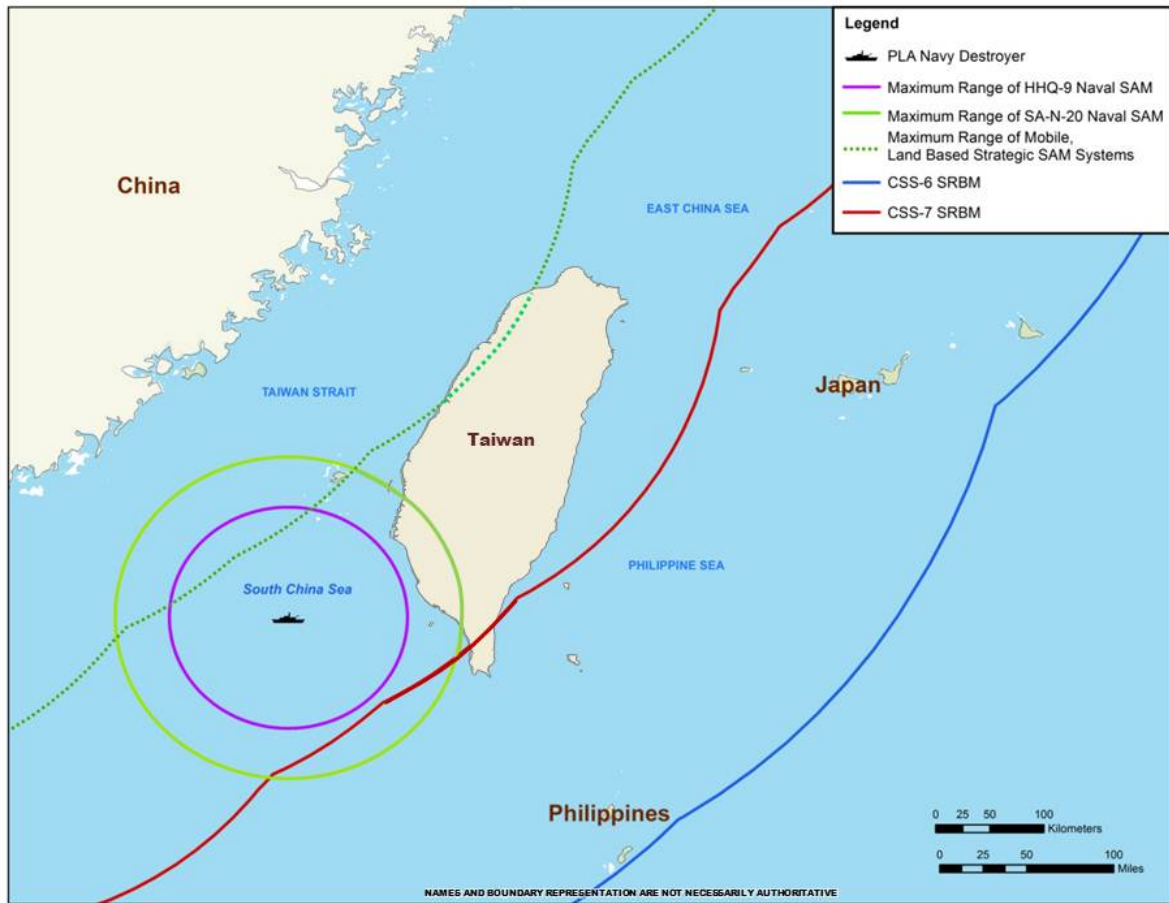 Legend
PLA Navy Destroyer
Maximum Range of HHQ-9 Naval SAM
Maximum Range of SA-N-20 Naval SAM
Maximum Range of Mobile,
Land Based Strategic SAM Systems
CSS-6 SRBM
CSS-7 SRBM
China
EAST CHINA SEA
TAIWAN STRAIT
Japan
Taiwan
PHILIPPINE SEA
South China Sea
Philippines
0 25 50 100
Kilometers
0 25 50 100
Miles
NAMES AND BOUNDARY REPRESENTATION ARE NOT NECESSARILY AUTHORITATIVE